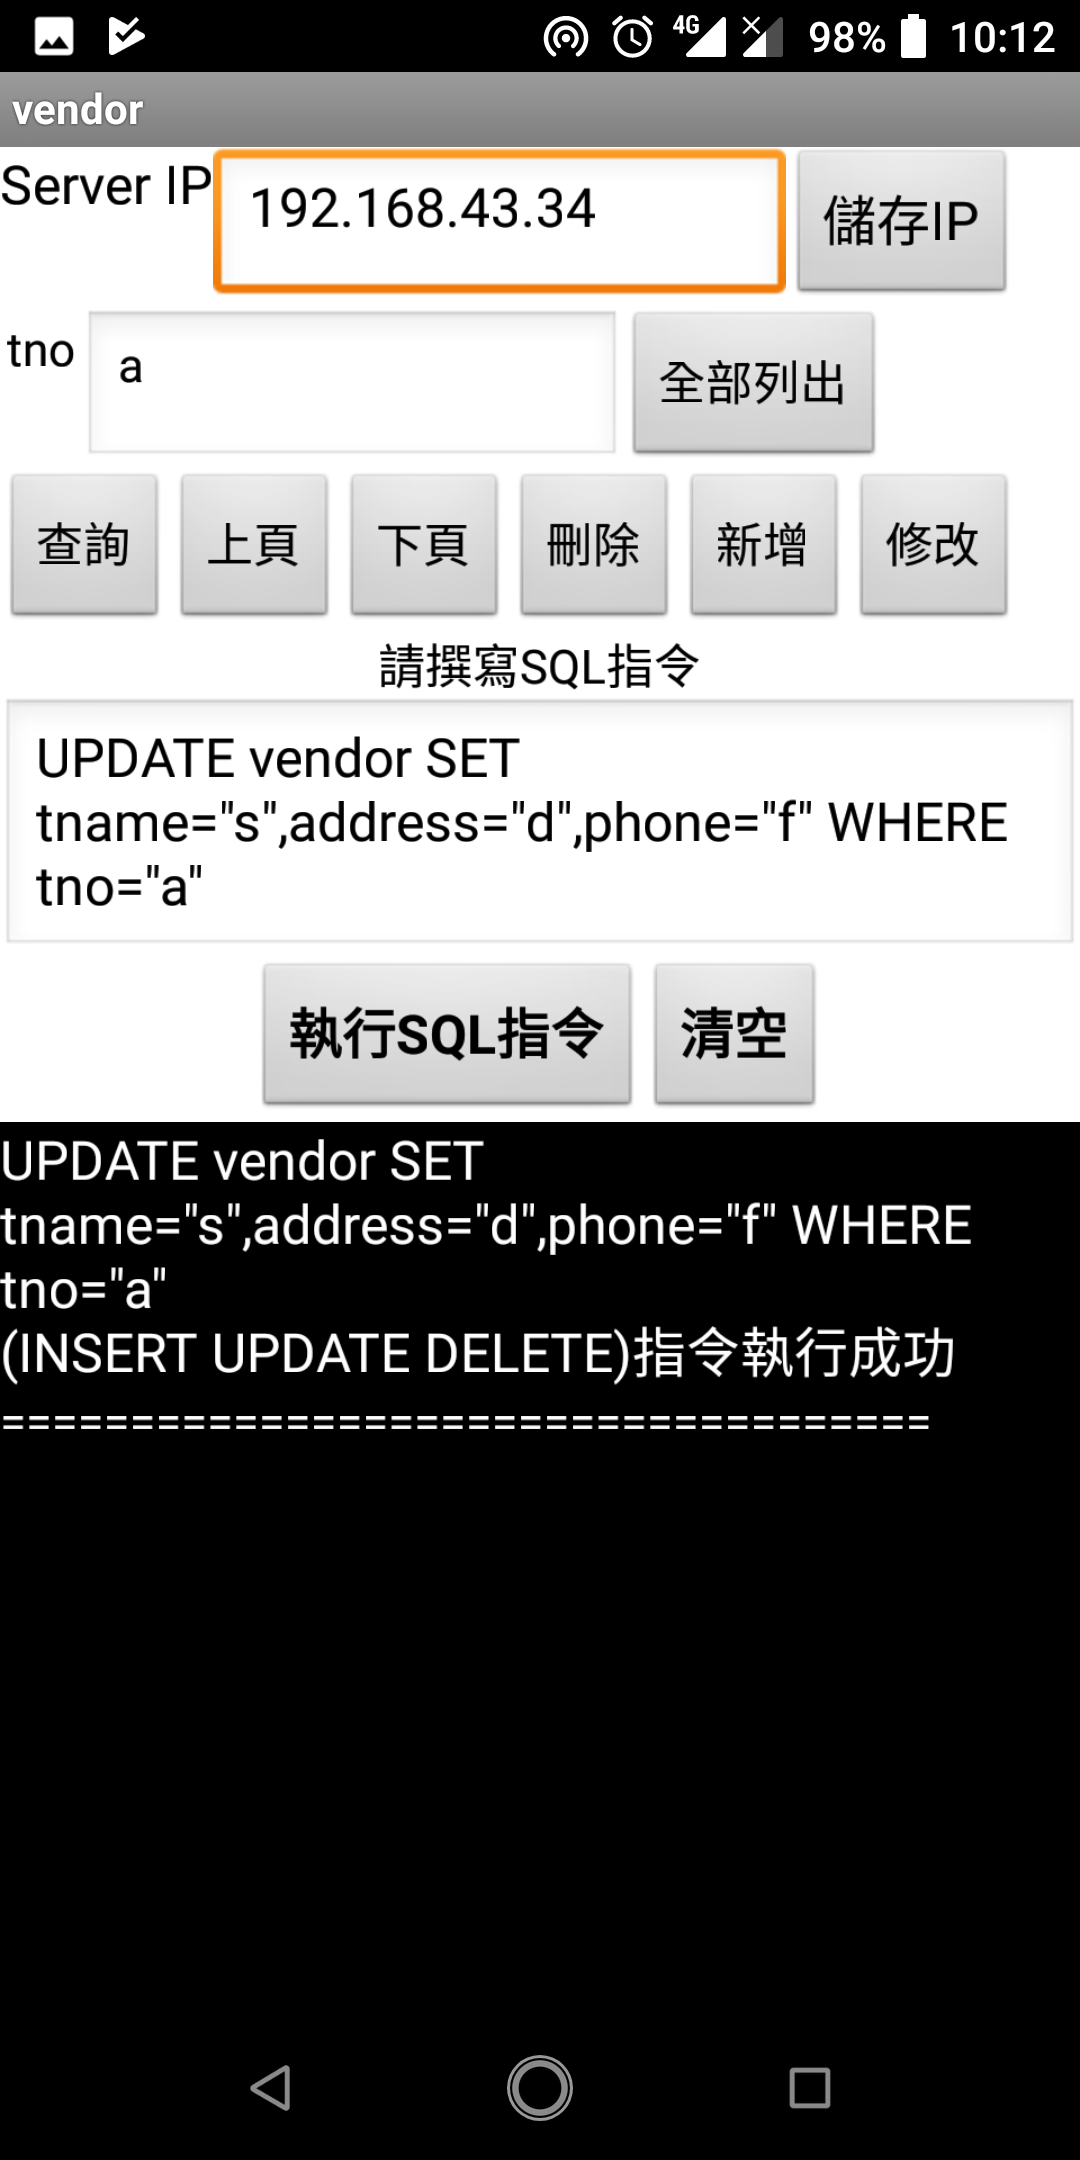 4G 98% 10:12
vendor
Server IP 192.168.43.34 儲存IP
tno a 全部列出
查詢 上頁 下頁 刪除 新增 修改
請撰寫SQL指令
UPDATE vendor SET
tname="s",address="d",phone="f" WHERE
tno="a"
執行SQL指令 清空
UPDATE vendor SET
tname="s",address="d",phone="f" WHERE
tno="a"
(INSERT UPDATE DELETE)指令執行成功
====================================